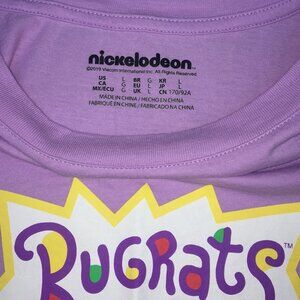 nickelodeon
©2019 Viacom International Inc. All Rights Reserved.
US L BR G KR L
CA G EU L JP L
MX/ECU G UK L CN 170/92A
MADE IN CHINA / HECHO EN CHINA
FABRIQUÉ EN CHINE / FABRICADO NA CHINA
RUGRATS™